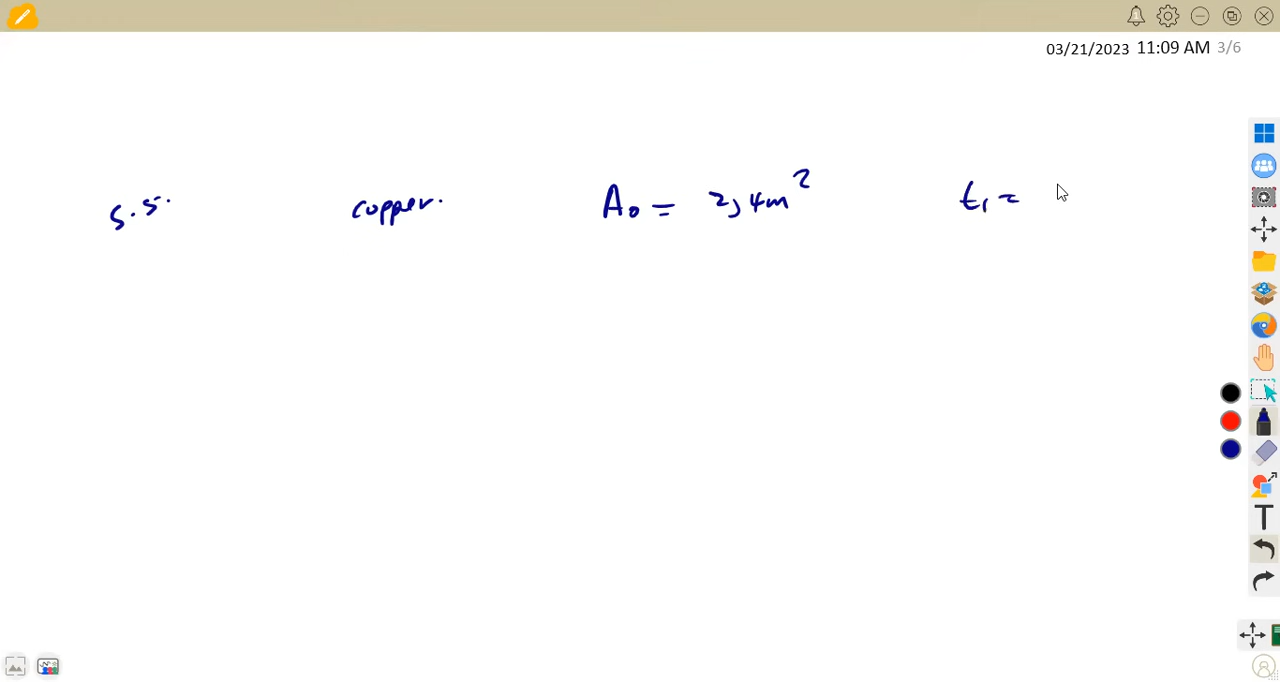 03/21/2023 11:09 AM 3/6
S.S. copper. A₀ = 2,4m² t₁ =
T